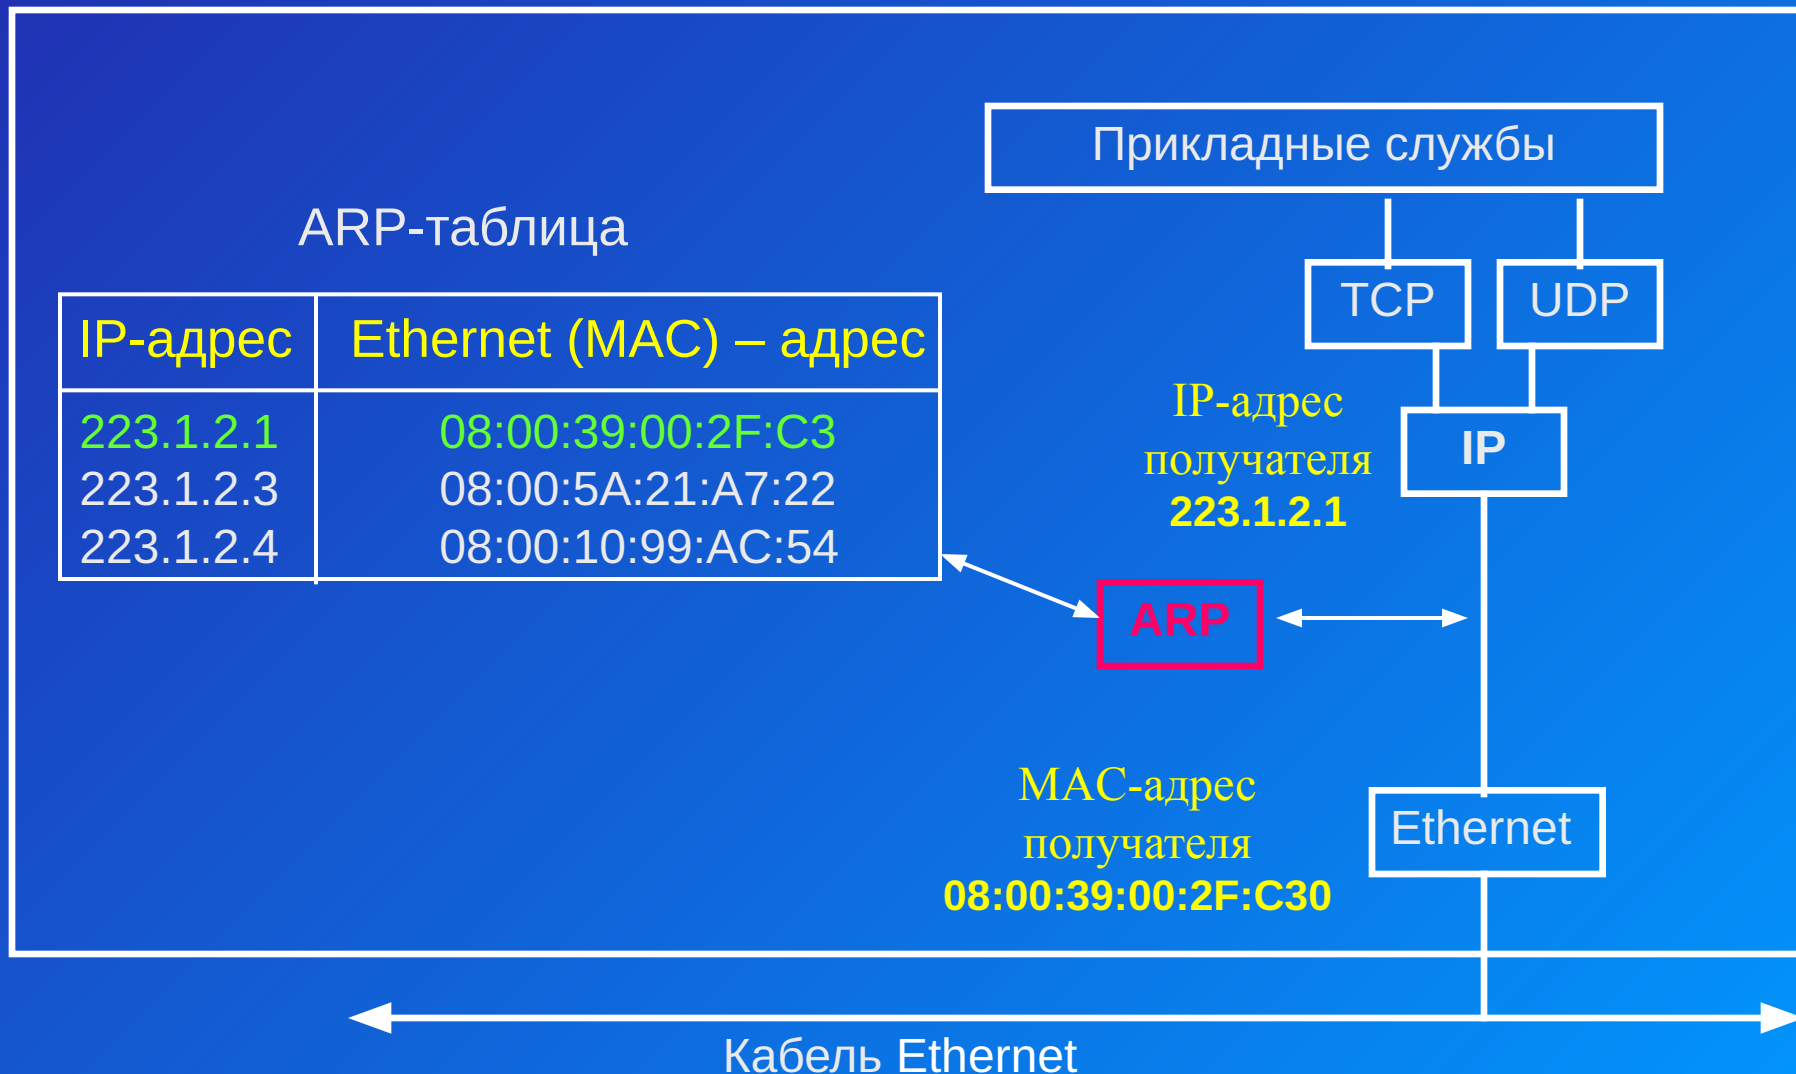 Прикладные службы
ARP-таблица
TCP UDP
IP-адрес Ethernet (MAC) – адрес
223.1.2.1 08:00:39:00:2F:C3
223.1.2.3 08:00:5A:21:A7:22
223.1.2.4 08:00:10:99:AC:54
IP-адрес
получателя
223.1.2.1
IP
ARP
MAC-адрес
получателя
08:00:39:00:2F:C30
Ethernet
Кабель Ethernet